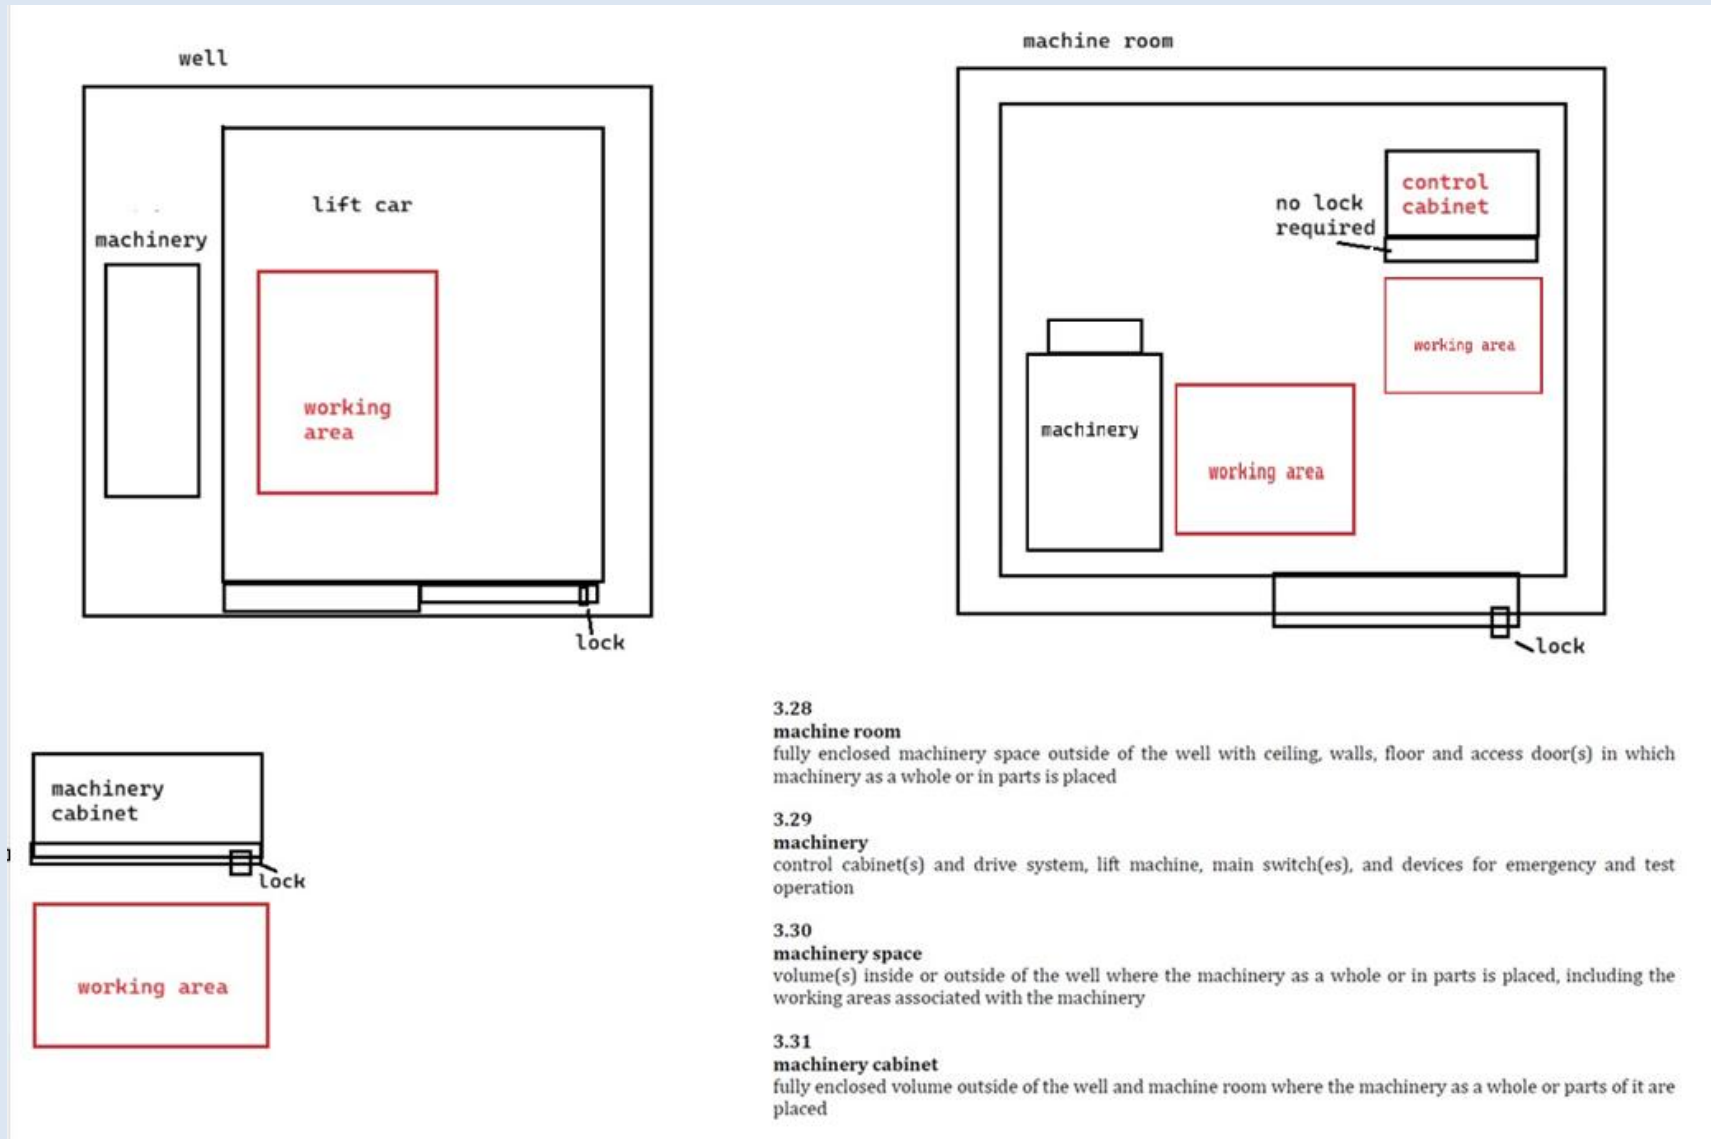 well
lift car
machinery
working
area
lock
machine room
control
cabinet
no lock
required
working area
machinery
working area
lock
machinery
cabinet
lock
working area
3.28
machine room
fully enclosed machinery space outside of the well with ceiling, walls, floor and access door(s) in which
machinery as a whole or in parts is placed
3.29
machinery
control cabinet(s) and drive system, lift machine, main switch(es), and devices for emergency and test
operation
3.30
machinery space
volume(s) inside or outside of the well where the machinery as a whole or in parts is placed, including the
working areas associated with the machinery
3.31
machinery cabinet
fully enclosed volume outside of the well and machine room where the machinery as a whole or parts of it are
placed